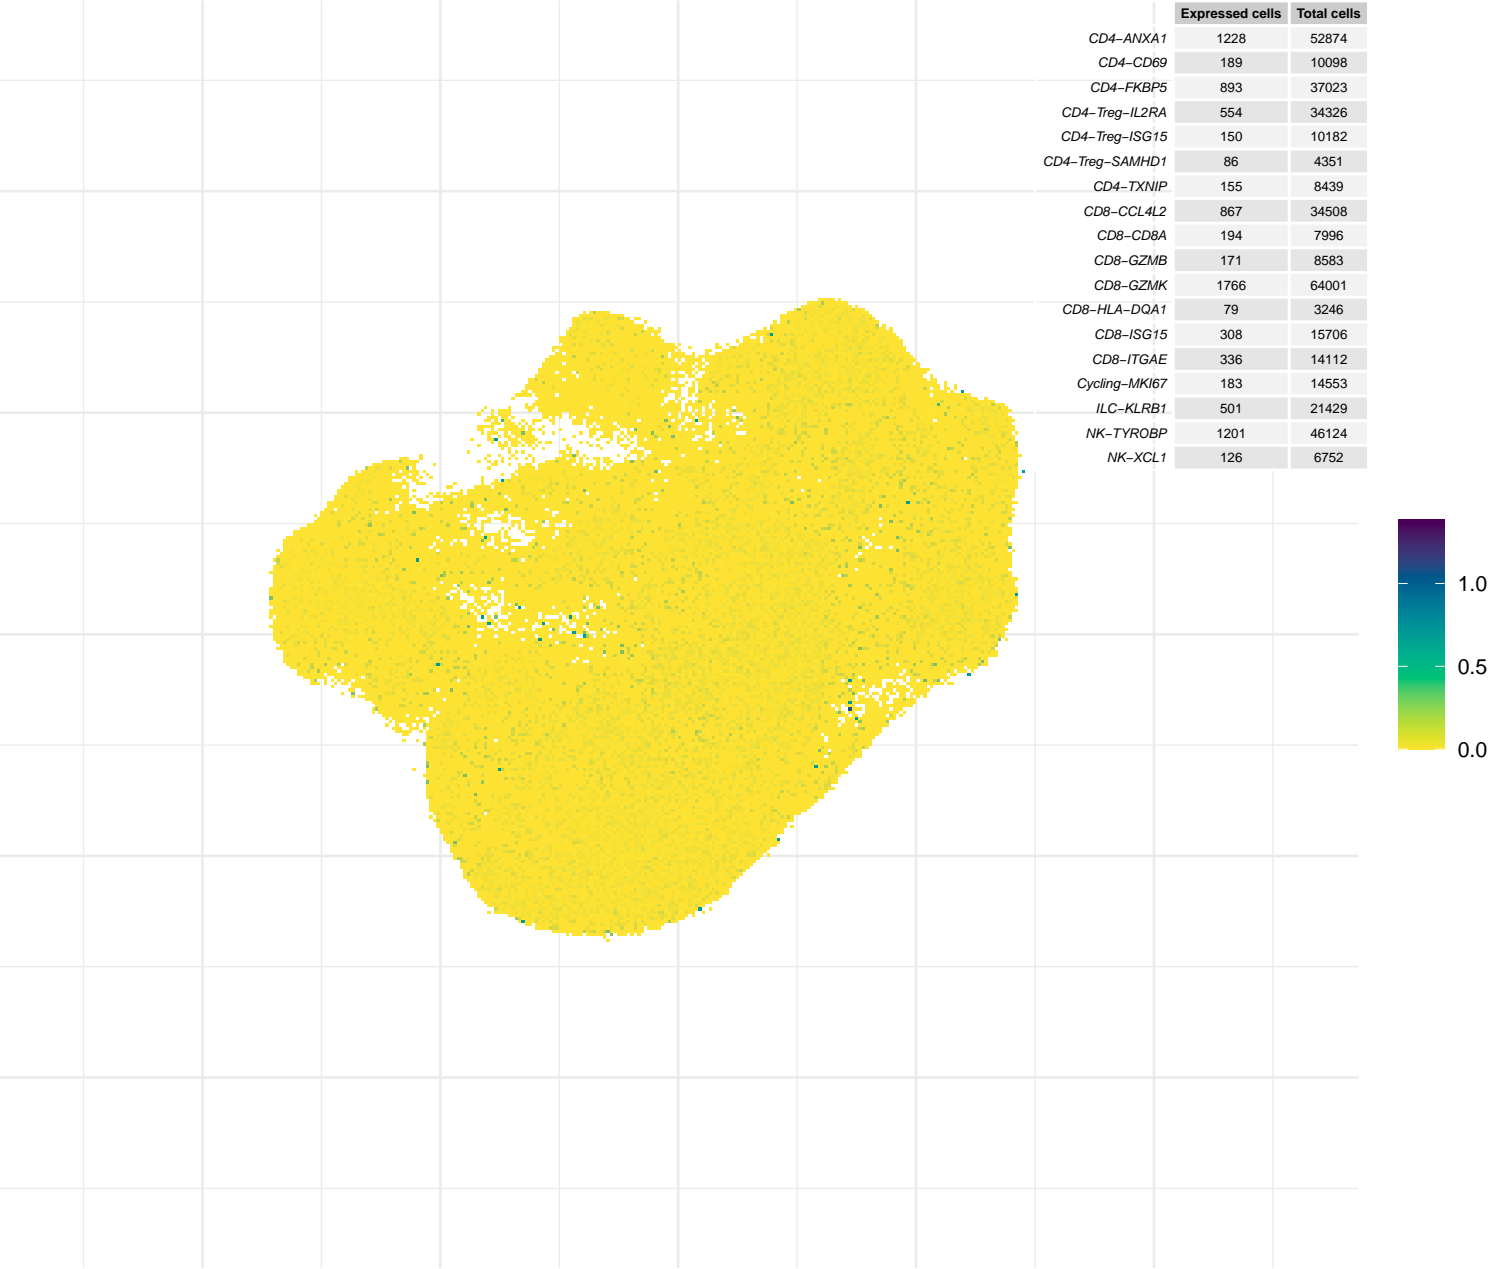 Expressed cells Total cells
CD4−ANXA1 1228 52874
CD4−CD69 189 10098
CD4−FKBP5 893 37023
CD4−Treg−IL2RA 554 34326
CD4−Treg−ISG15 150 10182
CD4−Treg−SAMHD1 86 4351
CD4−TXNIP 155 8439
CD8−CCL4L2 867 34508
CD8−CD8A 194 7996
CD8−GZMB 171 8583
CD8−GZMK 1766 64001
CD8−HLA−DQA1 79 3246
CD8−ISG15 308 15706
CD8−ITGAE 336 14112
Cycling−MKI67 183 14553
ILC−KLRB1 501 21429
NK−TYROBP 1201 46124
NK−XCL1 126 6752
1.0
0.5
0.0